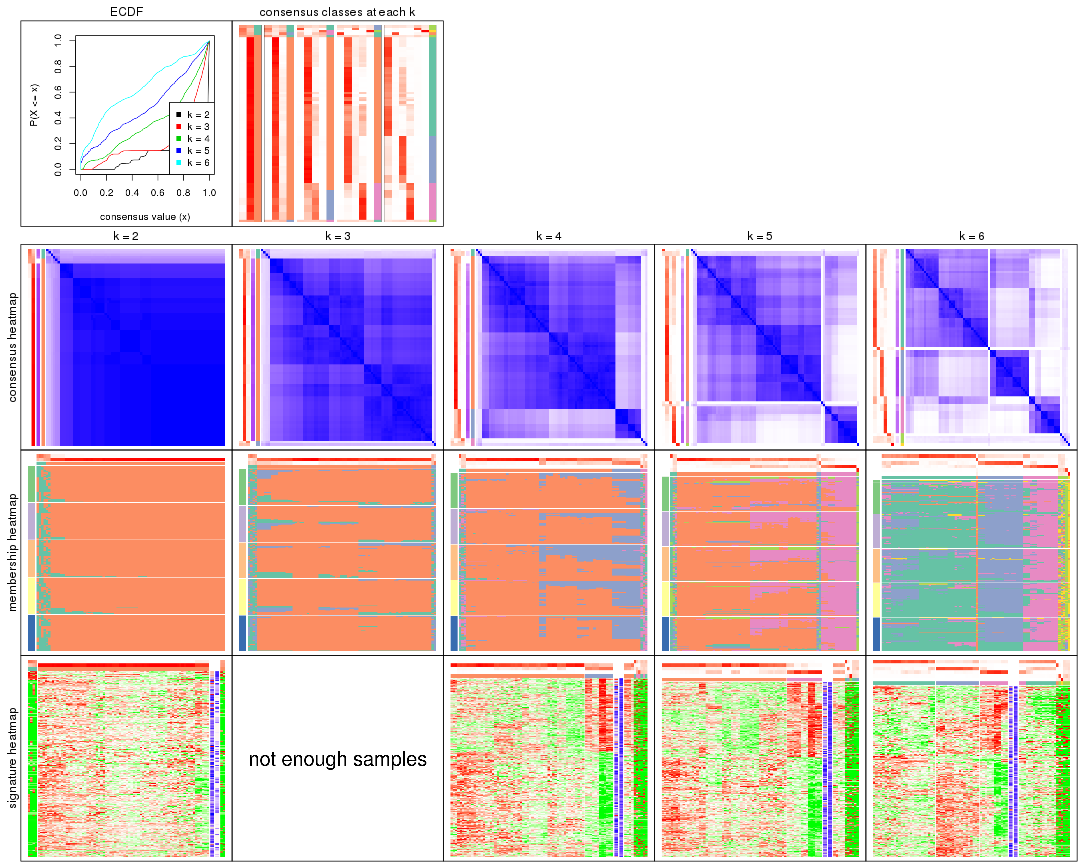 ECDF
consensus classes at each k
P(X <= x)
0.0 0.2 0.4 0.6 0.8 1.0
k = 2
k = 3
k = 4
k = 5
k = 6
0.0 0.2 0.4 0.6 0.8 1.0
consensus value (x)
k = 2
k = 3
k = 4
k = 5
k = 6
consensus heatmap
membership heatmap
signature heatmap
not enough samples